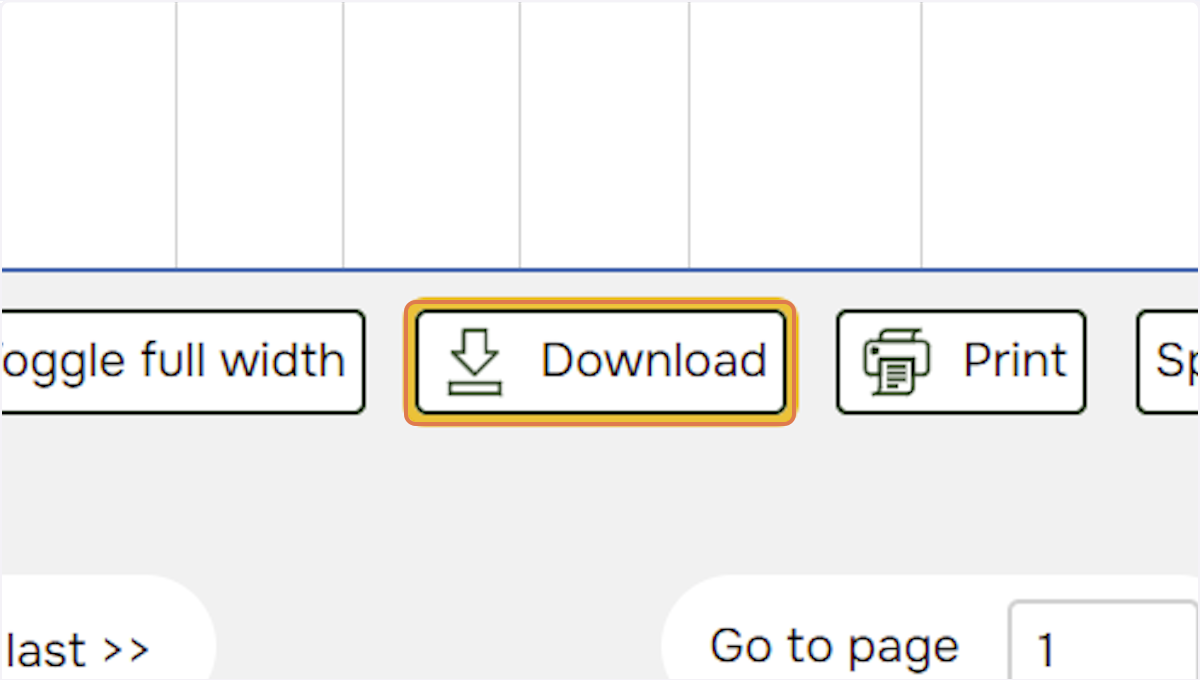 oggle full width
Download
Print
Sp
last >>
Go to page
1